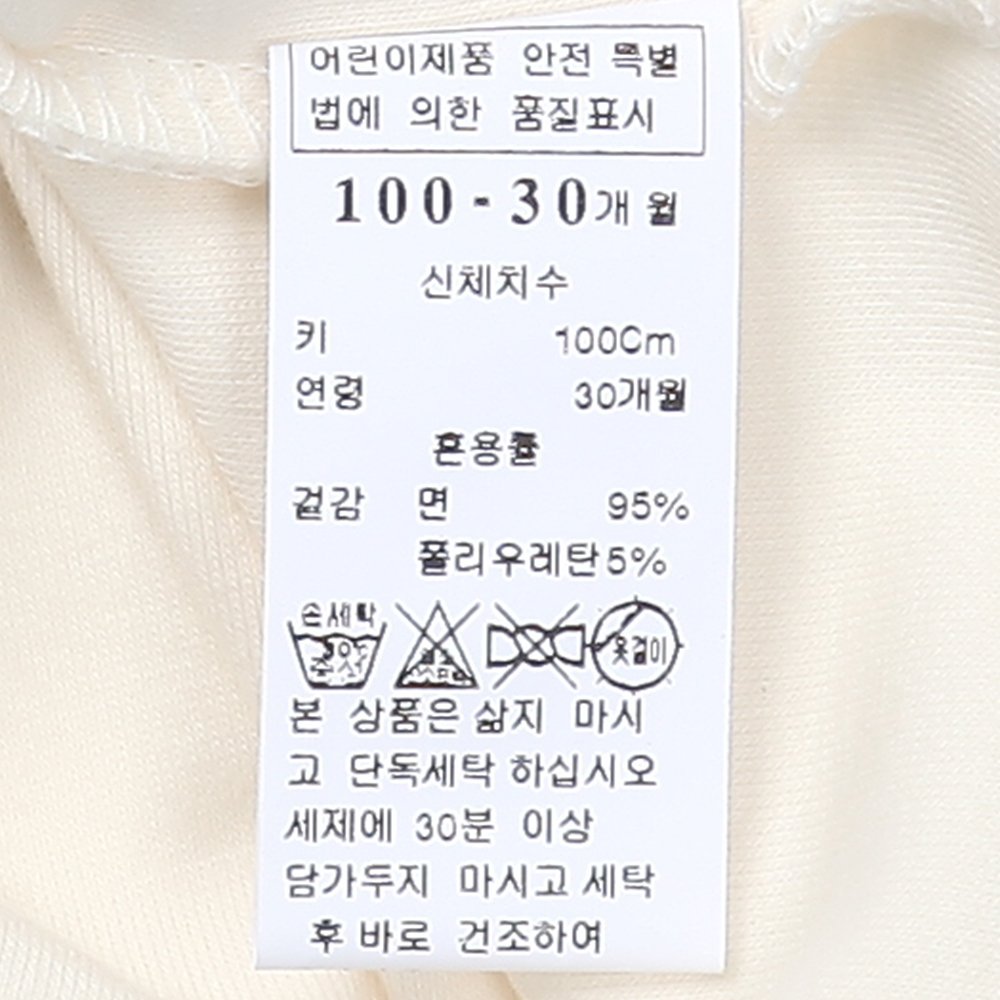 어린이제품 안전 특별
법에 의한 품질표시
100-30개월
신체치수
키 100Cm
연령 30개월
혼용률
겉감 면 95%
폴리우레탄5%
손세탁
30°
중성
옷걸이
본 상품은 삶지 마시
고 단독세탁 하십시오
세제에 30분 이상
담가두지 마시고 세탁
후 바로 건조하여